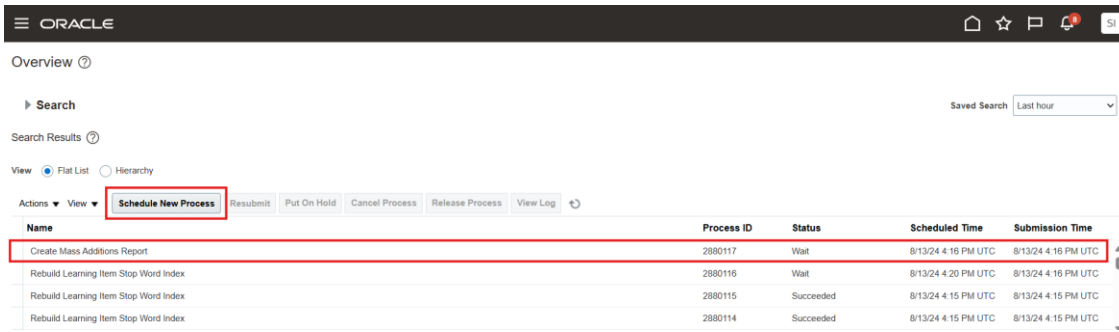 ORACLE
8
SI
Overview
Search
Saved Search Last hour
Search Results
View Flat List Hierarchy
Actions View Schedule New Process Resubmit Put On Hold Cancel Process Release Process View Log
Name Process ID Status Scheduled Time Submission Time
Create Mass Additions Report 2880117 Wait 8/13/24 4:16 PM UTC 8/13/24 4:16 PM UTC
Rebuild Learning Item Stop Word Index 2880116 Wait 8/13/24 4:20 PM UTC 8/13/24 4:16 PM UTC
Rebuild Learning Item Stop Word Index 2880115 Succeeded 8/13/24 4:15 PM UTC 8/13/24 4:15 PM UTC
Rebuild Learning Item Stop Word Index 2880114 Succeeded 8/13/24 4:15 PM UTC 8/13/24 4:15 PM UTC